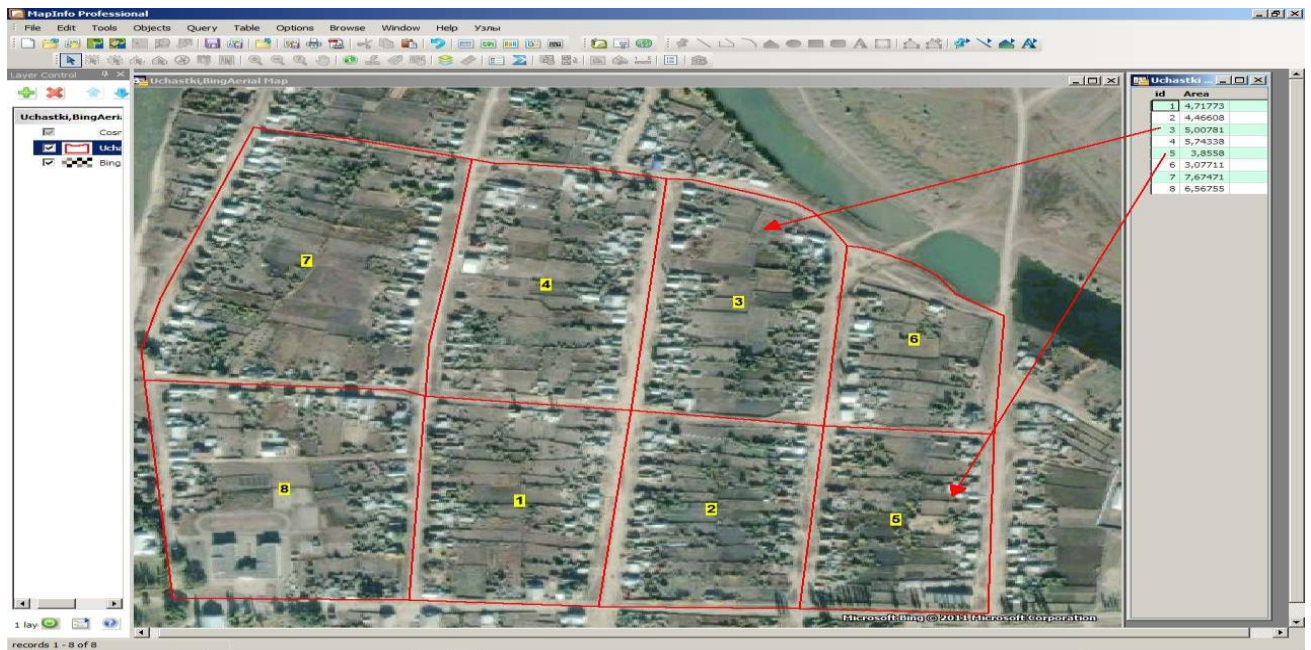 MapInfo Professional
File Edit Tools Objects Query Table Options Browse Window Help Узлы
Layer Control
Uchastki,BingAeri
Cosr
Ucha
Bing
1 lay
Uchastki,BingAerial Map
7
4
3
6
8
1
2
5
Microsoft Bing © 2011 Microsoft Corporation
Uchastki ...
id Area
1 4,71773
2 4,46608
3 5,00781
4 5,74338
5 3,8558
6 3,07711
7 7,67471
8 6,56755
records 1 - 8 of 8